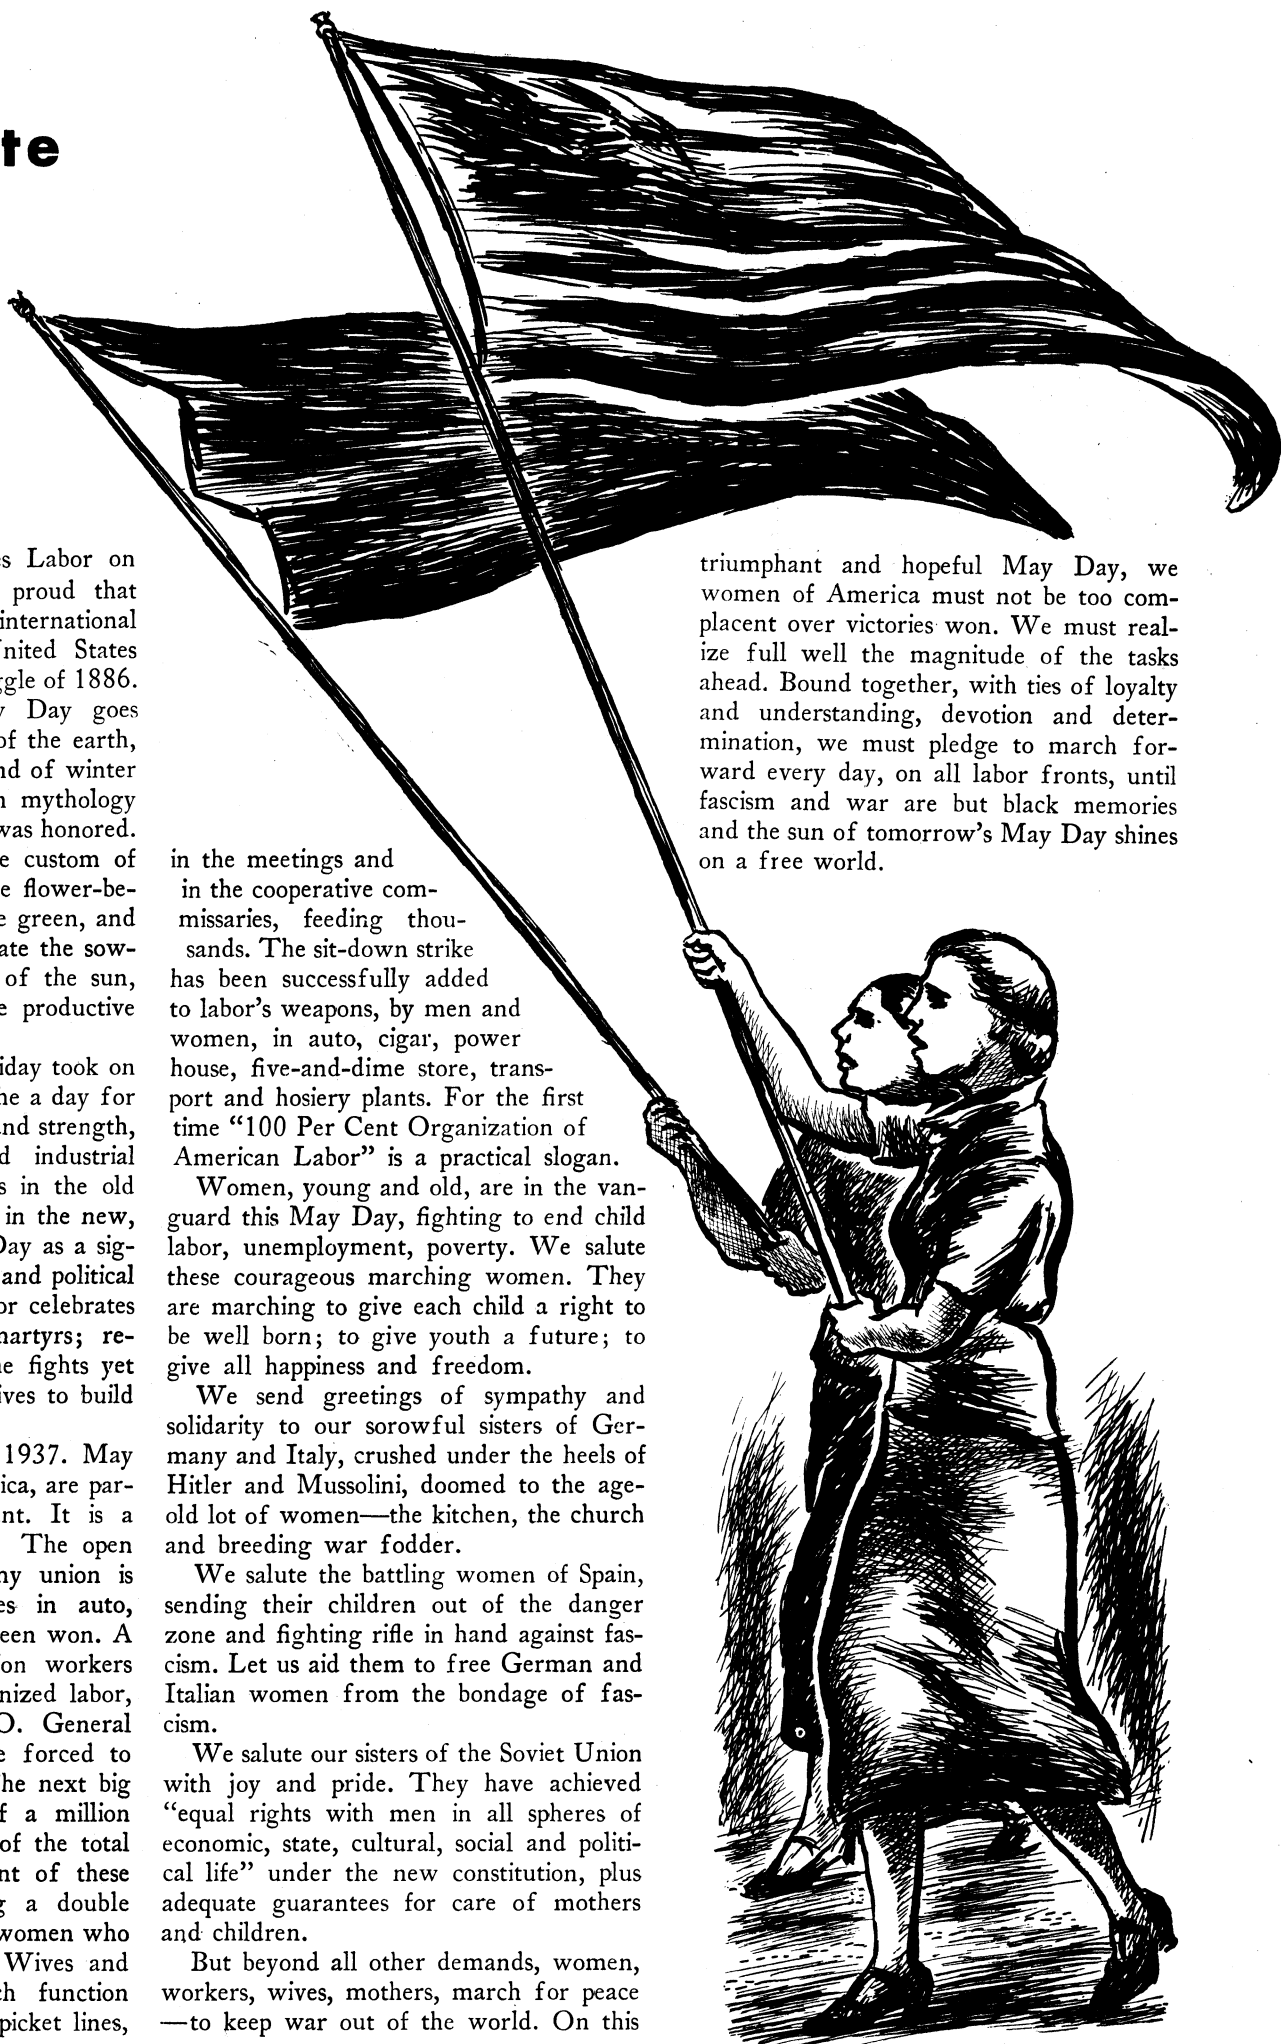 te
s Labor on
proud that
international
nited States
ggle of 1886.
y Day goes
of the earth,
nd of winter
n mythology
was honored.
e custom of
e flower-be-
e green, and
ate the sow-
of the sun,
e productive
iday took on
ne a day for
nd strength,
d industrial
s in the old
in the new,
Day as a sig-
and political
or celebrates
martyrs; re-
e fights yet
ives to build
1937. May
ica, are par-
nt. It is a
The open
ny union is
es in auto,
een won. A
on workers
nized labor,
O. General
e forced to
he next big
f a million
of the total
nt of these
g a double
women who
Wives and
ch function
picket lines,
in the meetings and
in the cooperative com-
missaries, feeding thou-
sands. The sit-down strike
has been successfully added
to labor's weapons, by men and
women, in auto, cigar, power
house, five-and-dime store, trans-
port and hosiery plants. For the first
time “100 Per Cent Organization of
American Labor” is a practical slogan.
Women, young and old, are in the van-
guard this May Day, fighting to end child
labor, unemployment, poverty. We salute
these courageous marching women. They
are marching to give each child a right to
be well born; to give youth a future; to
give all happiness and freedom.
We send greetings of sympathy and
solidarity to our sorowful sisters of Ger-
many and Italy, crushed under the heels of
Hitler and Mussolini, doomed to the age-
old lot of women—the kitchen, the church
and breeding war fodder.
We salute the battling women of Spain,
sending their children out of the danger
zone and fighting rifle in hand against fas-
cism. Let us aid them to free German and
Italian women from the bondage of fas-
cism.
We salute our sisters of the Soviet Union
with joy and pride. They have achieved
“equal rights with men in all spheres of
economic, state, cultural, social and politi-
cal life” under the new constitution, plus
adequate guarantees for care of mothers
and children.
But beyond all other demands, women,
workers, wives, mothers, march for peace
—to keep war out of the world. On this
triumphant and hopeful May Day, we
women of America must not be too com-
placent over victories won. We must real-
ize full well the magnitude of the tasks
ahead. Bound together, with ties of loyalty
and understanding, devotion and deter-
mination, we must pledge to march for-
ward every day, on all labor fronts, until
fascism and war are but black memories
and the sun of tomorrow's May Day shines
on a free world.